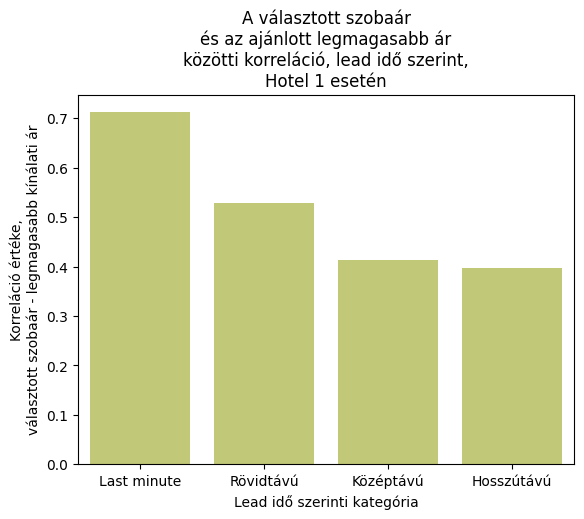 A választott szobaár
és az ajánlott legmagasabb ár
közötti korreláció, lead idő szerint,
Hotel 1 esetén
Korreláció értéke,
választott szobaár - legmagasabb kínálati ár
0.7
0.6
0.5
0.4
0.3
0.2
0.1
0.0
Last minute
Rövidtávú
Középtávú
Hosszútávú
Lead idő szerinti kategória